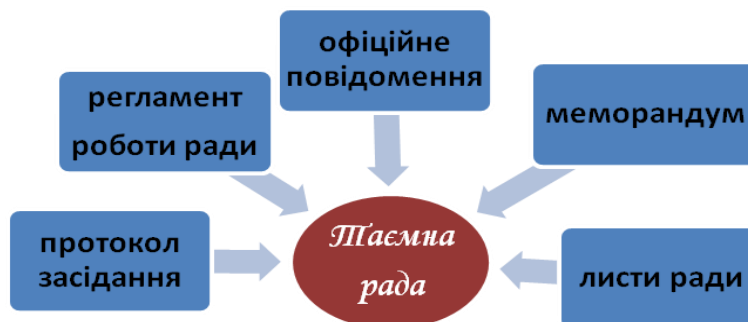 офіційне
повідомення
регламент
роботи ради
меморандум
протокол
засідання
Таємна
рада
листи ради